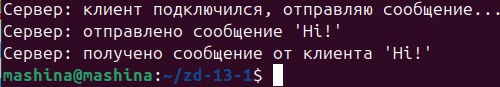 Сервер: клиент подключился, отправляю сообщение...
Сервер: отправлено сообщение 'Hi!'
Сервер: получено сообщение от клиента 'Hi!'
mashina@mashina:~/zd-13-1$